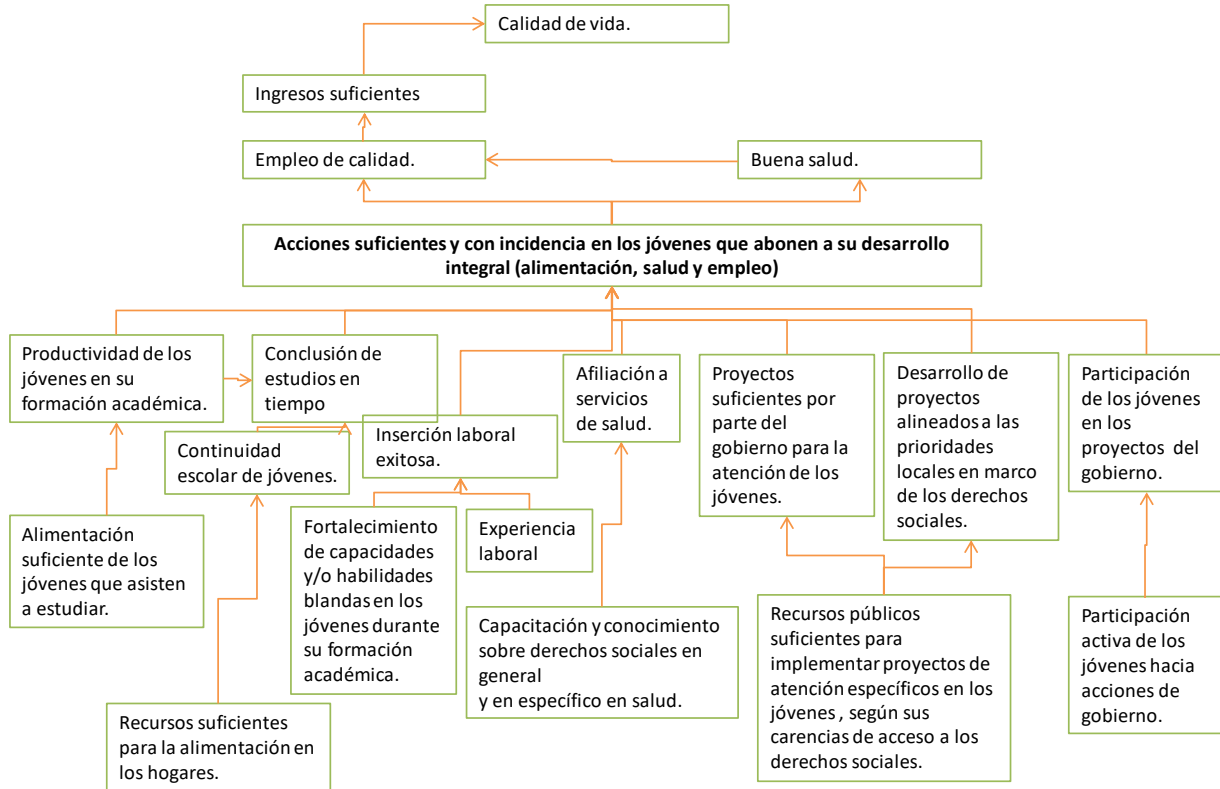 Calidad de vida.
Ingresos suficientes
Empleo de calidad.
Buena salud.
Acciones suficientes y con incidencia en los jóvenes que abonen a su desarrollo
integral (alimentación, salud y empleo)
Productividad de los
jóvenes en su
formación académica.
Conclusión de
estudios en
tiempo
Continuidad
escolar de jóvenes.
Inserción laboral
exitosa.
Afiliación a
servicios
de salud.
Proyectos
suficientes por
parte del
gobierno para la
atención de los
jóvenes.
Desarrollo de
proyectos
alineados a las
prioridades
locales en marco
de los derechos
sociales.
Participación
de los jóvenes
en los
proyectos del
gobierno.
Alimentación
suficiente de los
jóvenes que asisten
a estudiar.
Fortalecimiento
de capacidades
y/o habilidades
blandas en los
jóvenes durante
su formación
académica.
Experiencia
laboral
Capacitación y conocimiento
sobre derechos sociales en
general
y en específico en salud.
Recursos públicos
suficientes para
implementar proyectos de
atención específicos en los
jóvenes , según sus
carencias de acceso a los
derechos sociales.
Participación
activa de los
jóvenes hacia
acciones de
gobierno.
Recursos suficientes
para la alimentación en
los hogares.